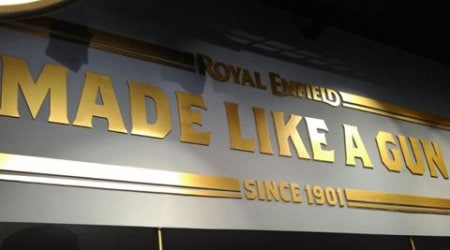 ROYAL ENFIELD
MADE LIKE A GUN
SINCE 1901